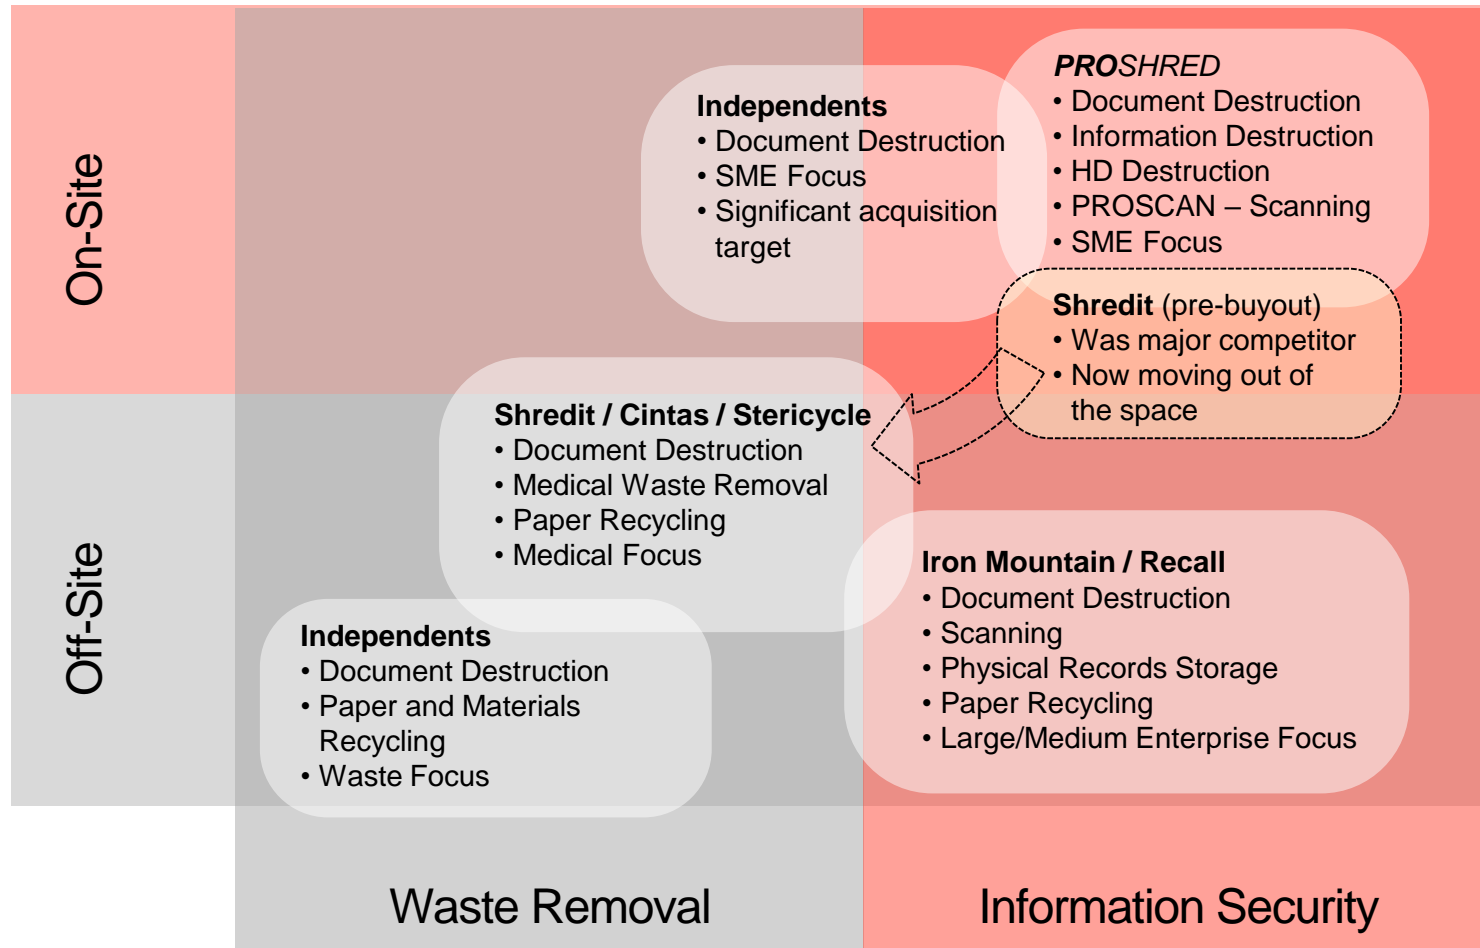 On-Site
Independents
• Document Destruction
• SME Focus
• Significant acquisition
target
PROSHRED
• Document Destruction
• Information Destruction
• HD Destruction
• PROSCAN – Scanning
• SME Focus
Shredit (pre-buyout)
• Was major competitor
• Now moving out of
the space
Off-Site
Shredit / Cintas / Stericycle
• Document Destruction
• Medical Waste Removal
• Paper Recycling
• Medical Focus
Independents
• Document Destruction
• Paper and Materials
Recycling
• Waste Focus
Iron Mountain / Recall
• Document Destruction
• Scanning
• Physical Records Storage
• Paper Recycling
• Large/Medium Enterprise Focus
Waste Removal
Information Security